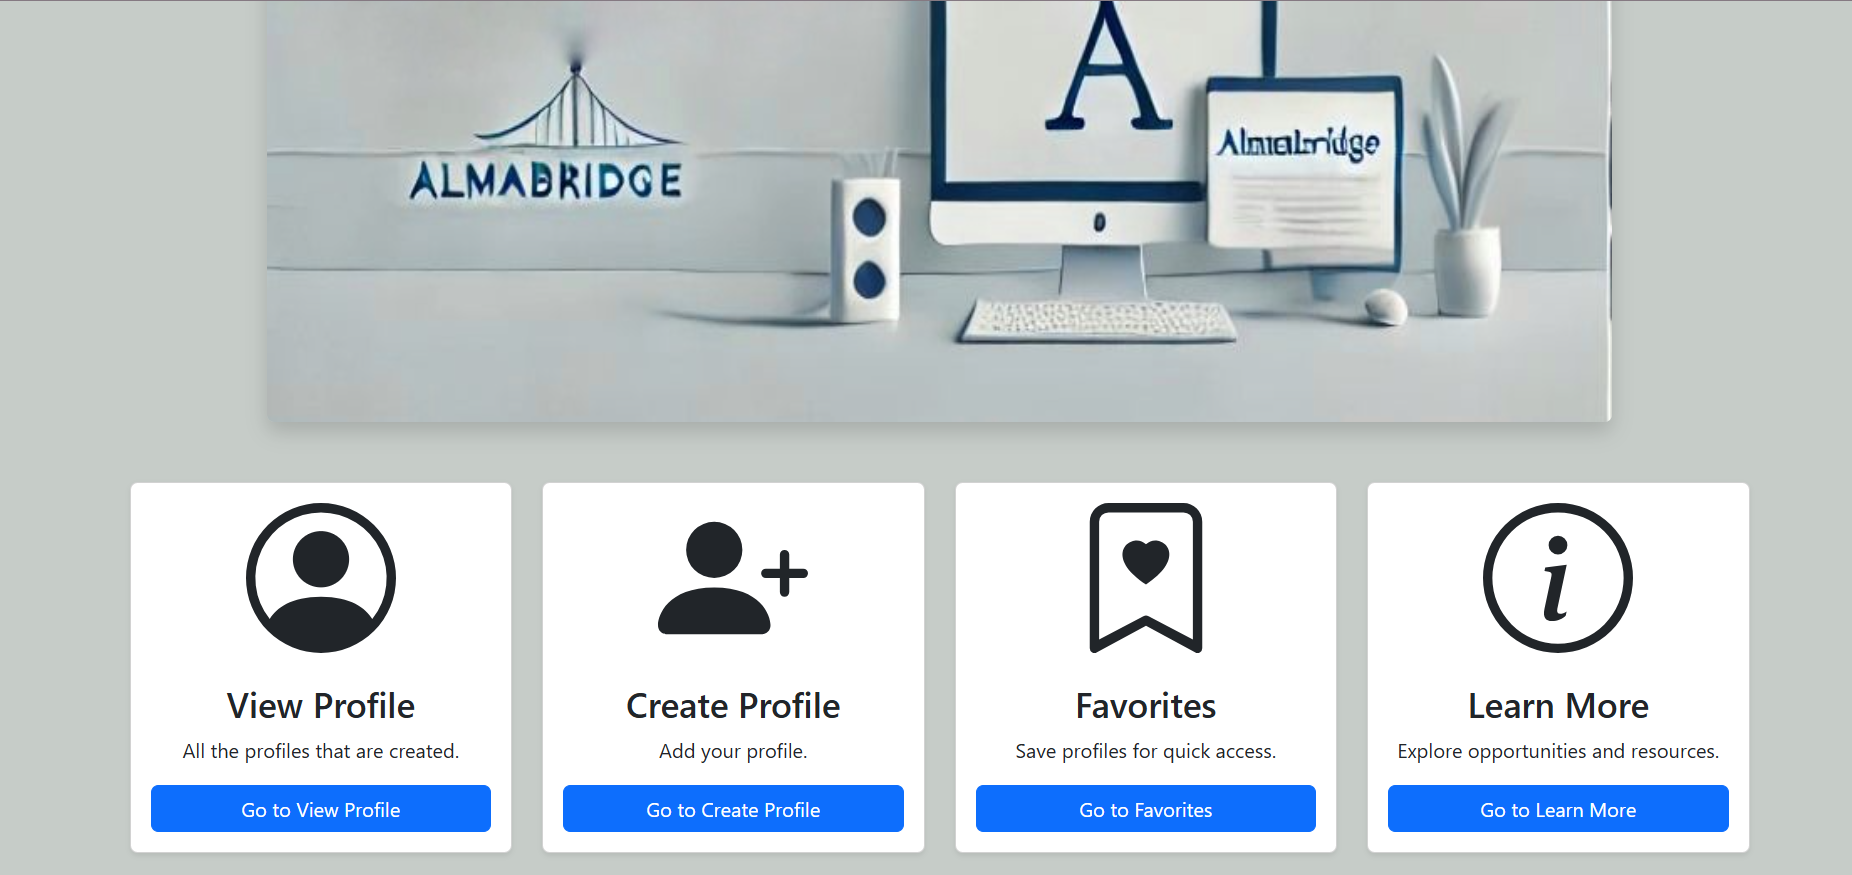 A
ALMABRIDGE
Almabridge
View Profile
All the profiles that are created.
Go to View Profile
Create Profile
Add your profile.
Go to Create Profile
Favorites
Save profiles for quick access.
Go to Favorites
Learn More
Explore opportunities and resources.
Go to Learn More